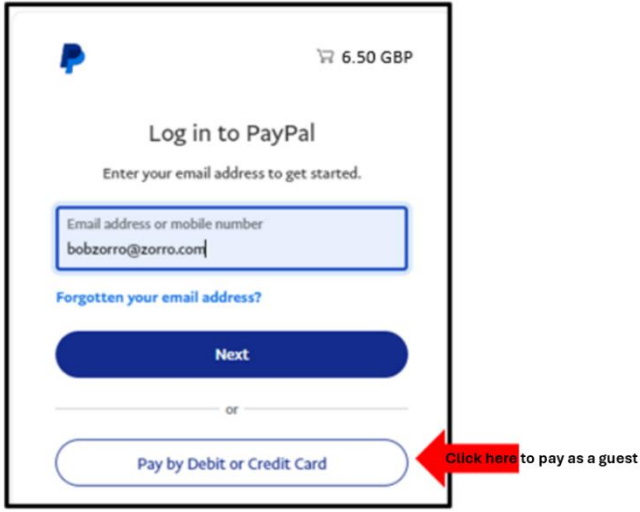 6.50 GBP
Log in to PayPal
Enter your email address to get started.
Email address or mobile number
bobzorro@zorro.com
Forgotten your email address?
Next
or
Pay by Debit or Credit Card
Click here to pay as a guest